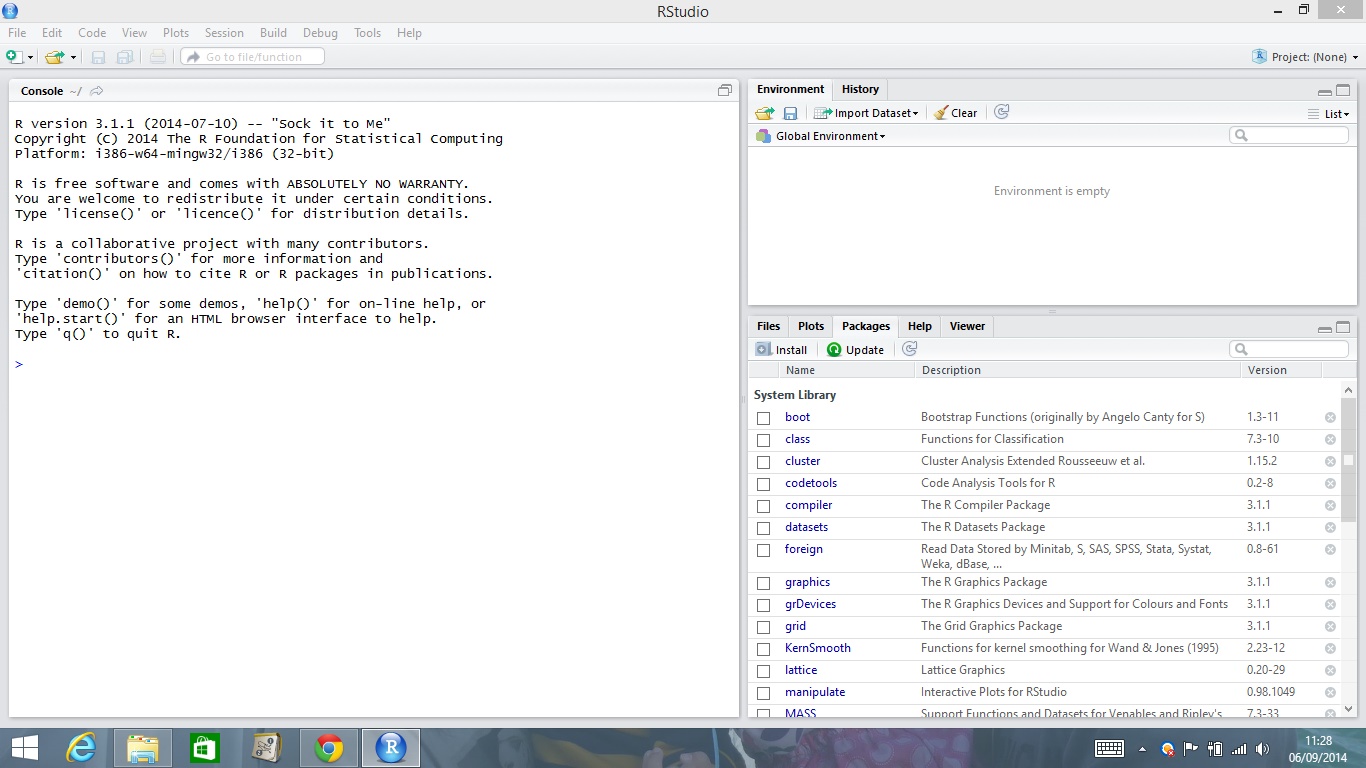 RStudio
File Edit Code View Plots Session Build Debug Tools Help
Go to file/function
Project: (None)
Console ~/
R version 3.1.1 (2014-07-10) -- "Sock it to Me"
Copyright (C) 2014 The R Foundation for Statistical Computing
Platform: i386-w64-mingw32/i386 (32-bit)
R is free software and comes with ABSOLUTELY NO WARRANTY.
You are welcome to redistribute it under certain conditions.
Type 'license()' or 'licence()' for distribution details.
R is a collaborative project with many contributors.
Type 'contributors()' for more information and
'citation()' on how to cite R or R packages in publications.
Type 'demo()' for some demos, 'help()' for on-line help, or
'help.start()' for an HTML browser interface to help.
Type 'q()' to quit R.
>
Environment History
Import Dataset Clear List
Global Environment
Environment is empty
Files Plots Packages Help Viewer
Install Update
Name Description Version
System Library
boot Bootstrap Functions (originally by Angelo Canty for S) 1.3-11
class Functions for Classification 7.3-10
cluster Cluster Analysis Extended Rousseeuw et al. 1.15.2
codetools Code Analysis Tools for R 0.2-8
compiler The R Compiler Package 3.1.1
datasets The R Datasets Package 3.1.1
foreign Read Data Stored by Minitab, S, SAS, SPSS, Stata, Systat, 0.8-61
Weka, dBase, ...
graphics The R Graphics Package 3.1.1
grDevices The R Graphics Devices and Support for Colours and Fonts 3.1.1
grid The Grid Graphics Package 3.1.1
KernSmooth Functions for kernel smoothing for Wand & Jones (1995) 2.23-12
lattice Lattice Graphics 0.20-29
manipulate Interactive Plots for RStudio 0.98.1049
MASS Support Functions and Datasets for Venables and Ripley's 7.3-33
11:28
06/09/2014